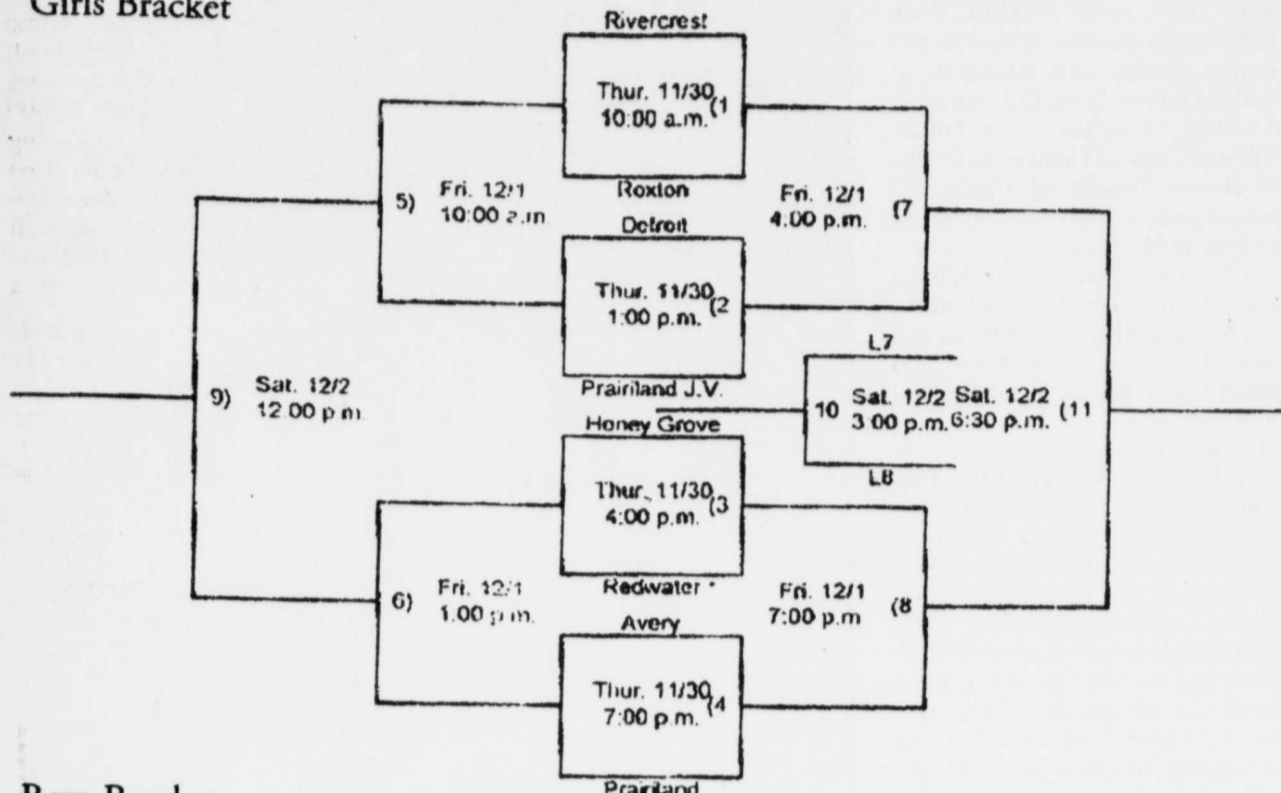 Girls Bracket
Rivercrest
Thur. 11/30 (1
10:00 a.m.
Roxton
5) Fri. 12/1
10:00 a.m.
Fri. 12/1 (7
4:00 p.m.
Detroit
Thur. 11/30 (2
1:00 p.m.
Prairiland J.V.
9) Sat. 12/2
12:00 p.m.
L7
10 Sat. 12/2 Sat. 12/2 (11
3:00 p.m. 6:30 p.m.
L8
Honey Grove
Thur. 11/30 (3
4:00 p.m.
Redwater *
6) Fri. 12/1
1:00 p.m.
Fri. 12/1 (8
7:00 p.m
Avery
Thur. 11/30 (4
7:00 p.m.
Prairiland
Boys Bracket